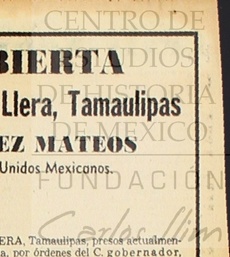 CENTRO DE
ESTUDIOS
DE HISTORIA
DE MEXICO
FUNDACIÓN
Carlos Slim
BIERTA
Llera, Tamaulipas
EZ MATEOS
Unidos Mexicanos.
ERA, Tamaulipas, presos actualmen-
a, por órdenes del C. gobernador,